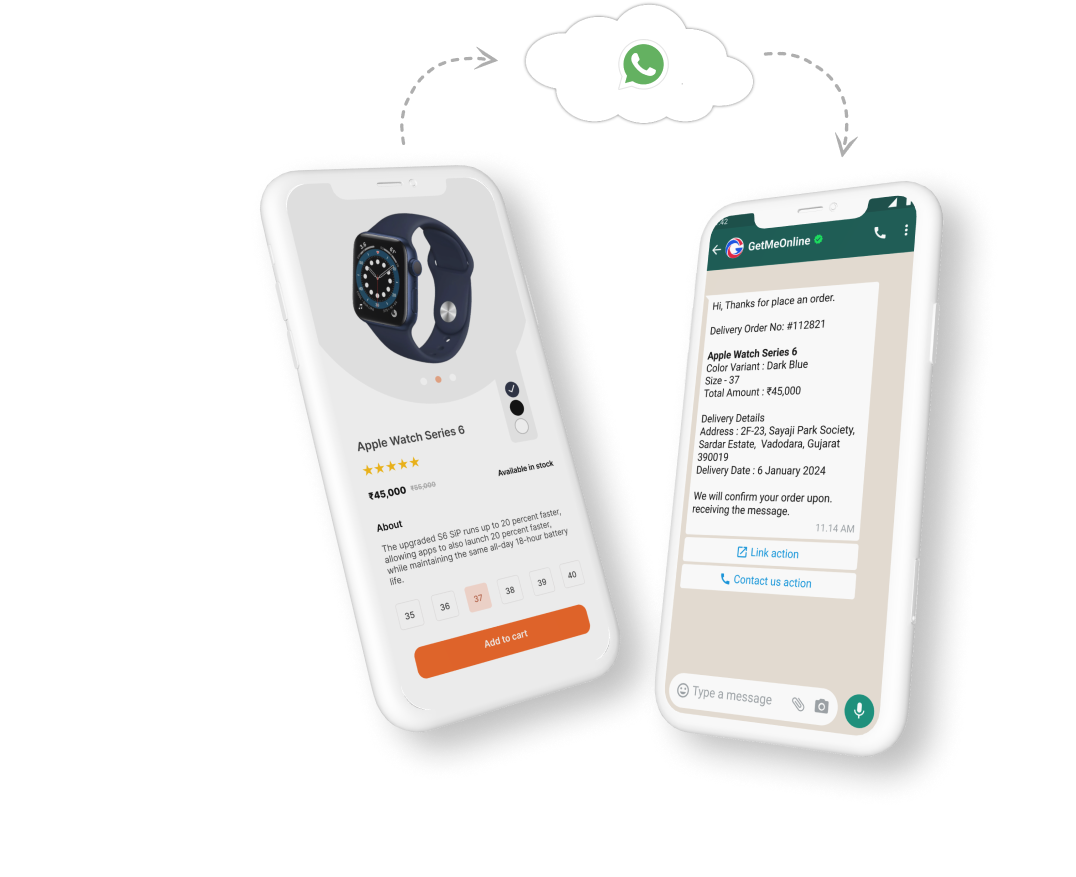 Apple Watch Series 6
₹45,000 ₹55,000
Available in stock
About
The upgraded S6 SiP runs up to 20 percent faster,
allowing apps to also launch 20 percent faster,
while maintaining the same all-day 18-hour battery
life.
35 36 37 38 39 40
Add to cart
GetMeOnline
Hi, Thanks for place an order.
Delivery Order No: #112821
Apple Watch Series 6
Color Variant : Dark Blue
Size - 37
Total Amount : ₹45,000
Delivery Details
Address : 2F-23, Sayaji Park Society,
Sardar Estate, Vadodara, Gujarat
390019
Delivery Date : 6 January 2024
We will confirm your order upon.
receiving the message.
11.14 AM
Link action
Contact us action
Type a message